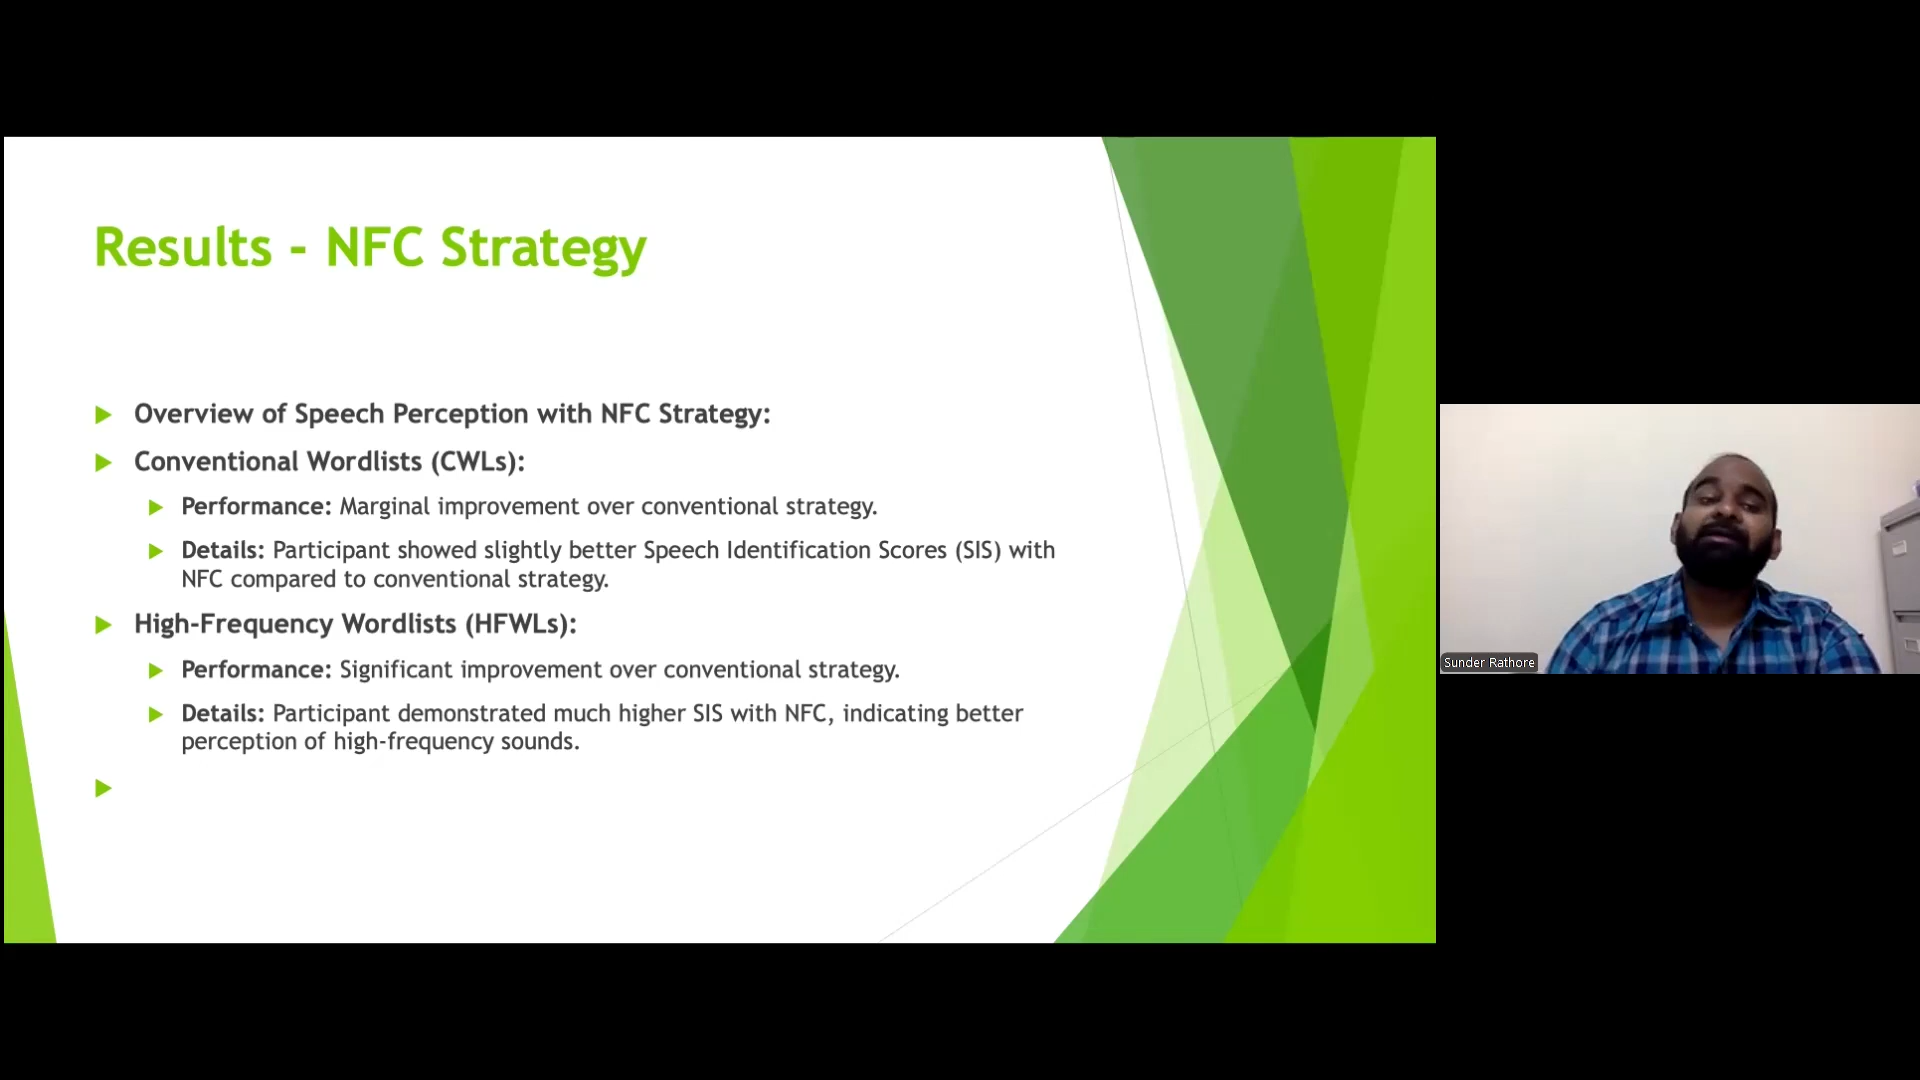 Results - NFC Strategy
Overview of Speech Perception with NFC Strategy:
Conventional Wordlists (CWLs):
Performance: Marginal improvement over conventional strategy.
Details: Participant showed slightly better Speech Identification Scores (SIS) with
NFC compared to conventional strategy.
High-Frequency Wordlists (HFWLs):
Performance: Significant improvement over conventional strategy.
Details: Participant demonstrated much higher SIS with NFC, indicating better
perception of high-frequency sounds.
Sunder Rathore